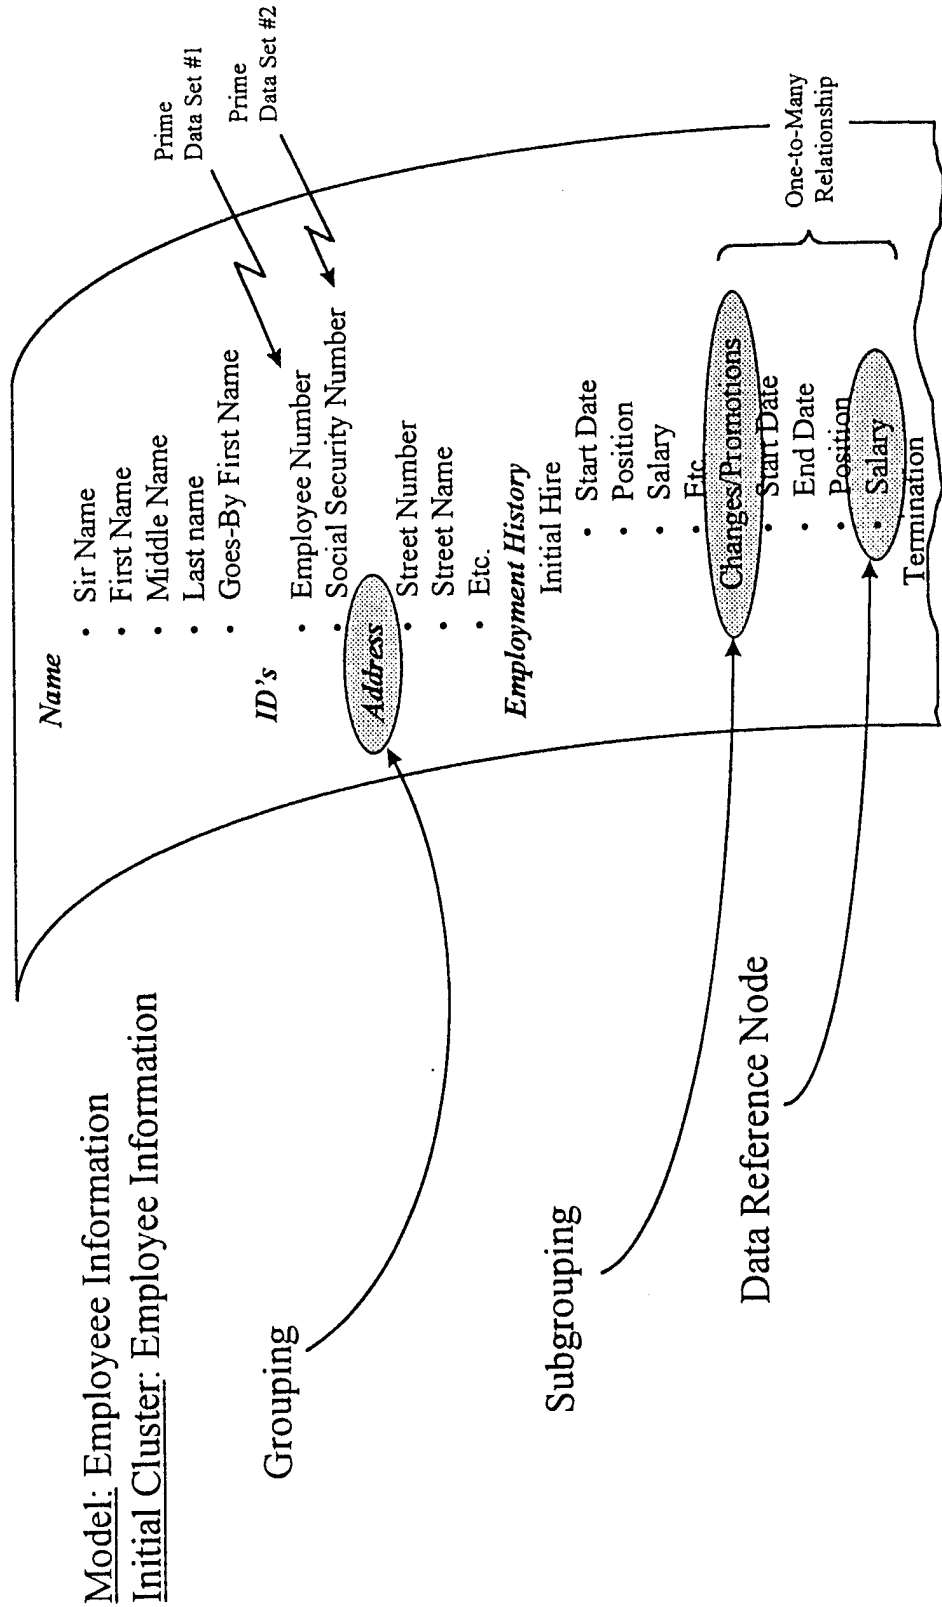 Model: Employeee Information
Initial Cluster: Employee Information
Grouping
Subgrouping
Data Reference Node
Name
• Sir Name
• First Name
• Middle Name
• Last name
• Goes-By First Name
ID's
• Employee Number
• Social Security Number
Address
• Street Number
• Street Name
• Etc.
Employment History
Initial Hire
• Start Date
• Position
• Salary
• Etc.
Changes/Promotions
• Start Date
• End Date
• Position
• Salary
Termination
Prime
Data Set #1
Prime
Data Set #2
One-to-Many
Relationship